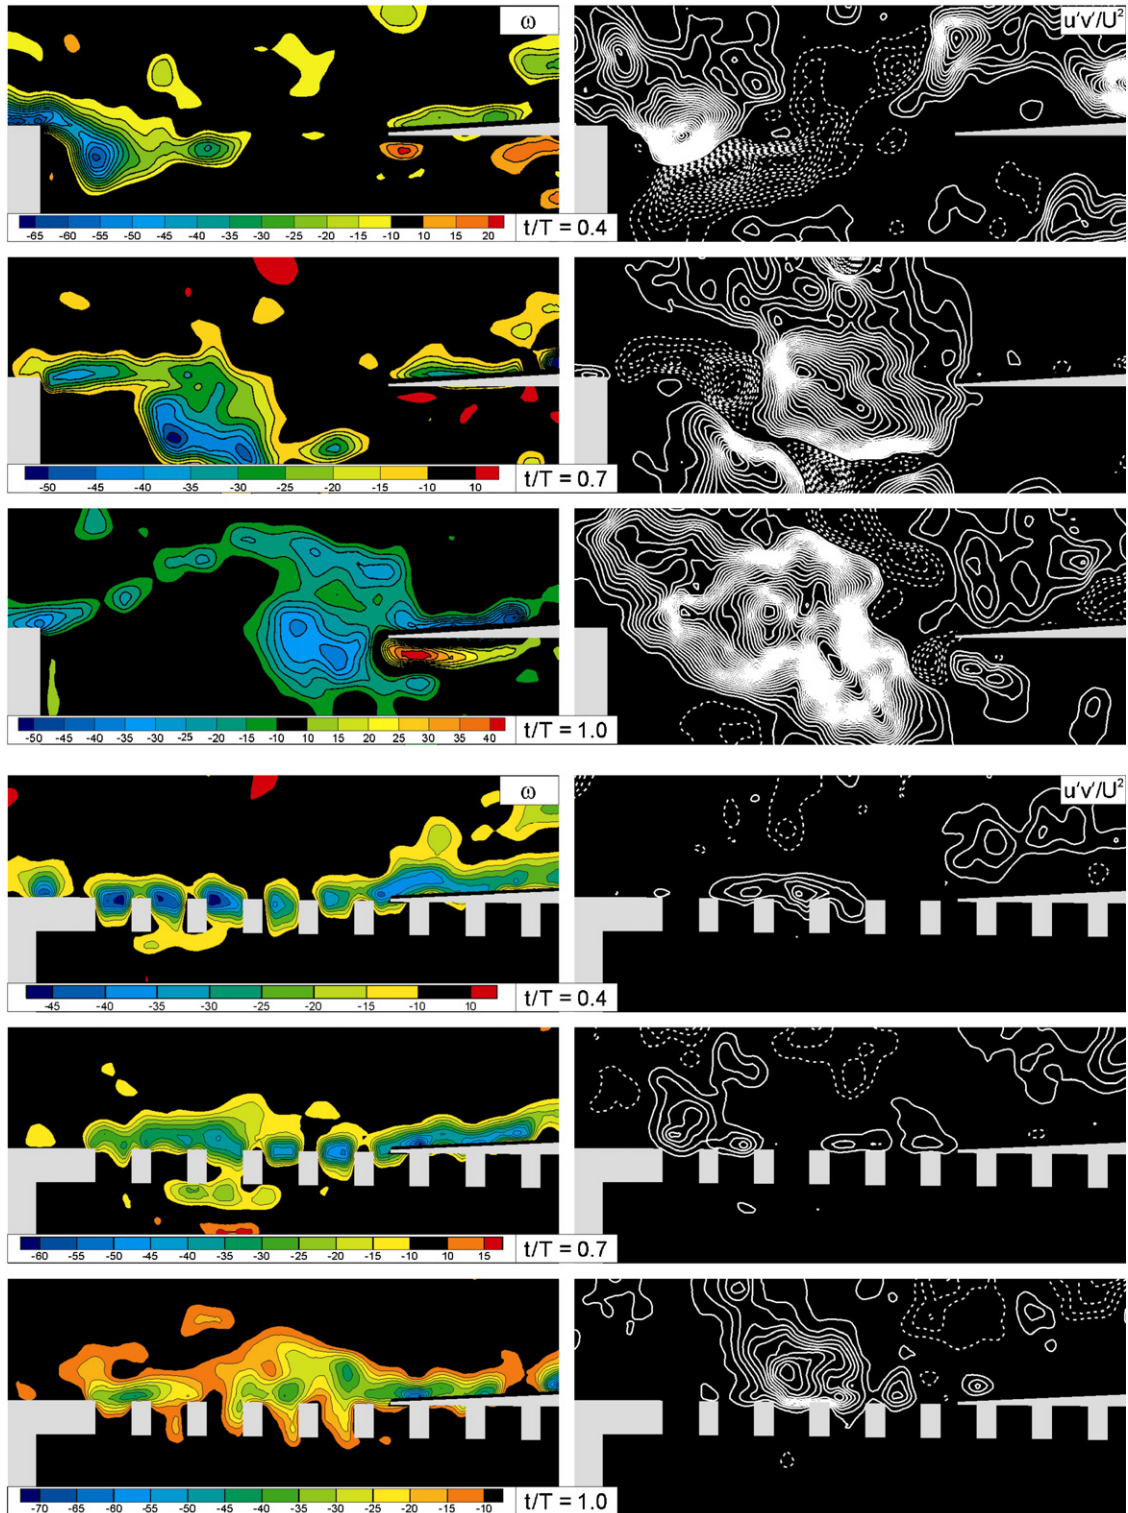 ω u'v'/U²
-65 -60 -55 -50 -45 -40 -35 -30 -25 -20 -15 -10 10 15 20 t/T = 0.4
-50 -45 -40 -35 -30 -25 -20 -15 -10 10 t/T = 0.7
-50 -45 -40 -35 -30 -25 -20 -15 -10 10 15 20 25 30 35 40 t/T = 1.0
ω u'v'/U²
-45 -40 -35 -30 -25 -20 -15 -10 10 t/T = 0.4
-60 -55 -50 -45 -40 -35 -30 -25 -20 -15 -10 10 15 t/T = 0.7
-70 -65 -60 -55 -50 -45 -40 -35 -30 -25 -20 -15 -10 t/T = 1.0